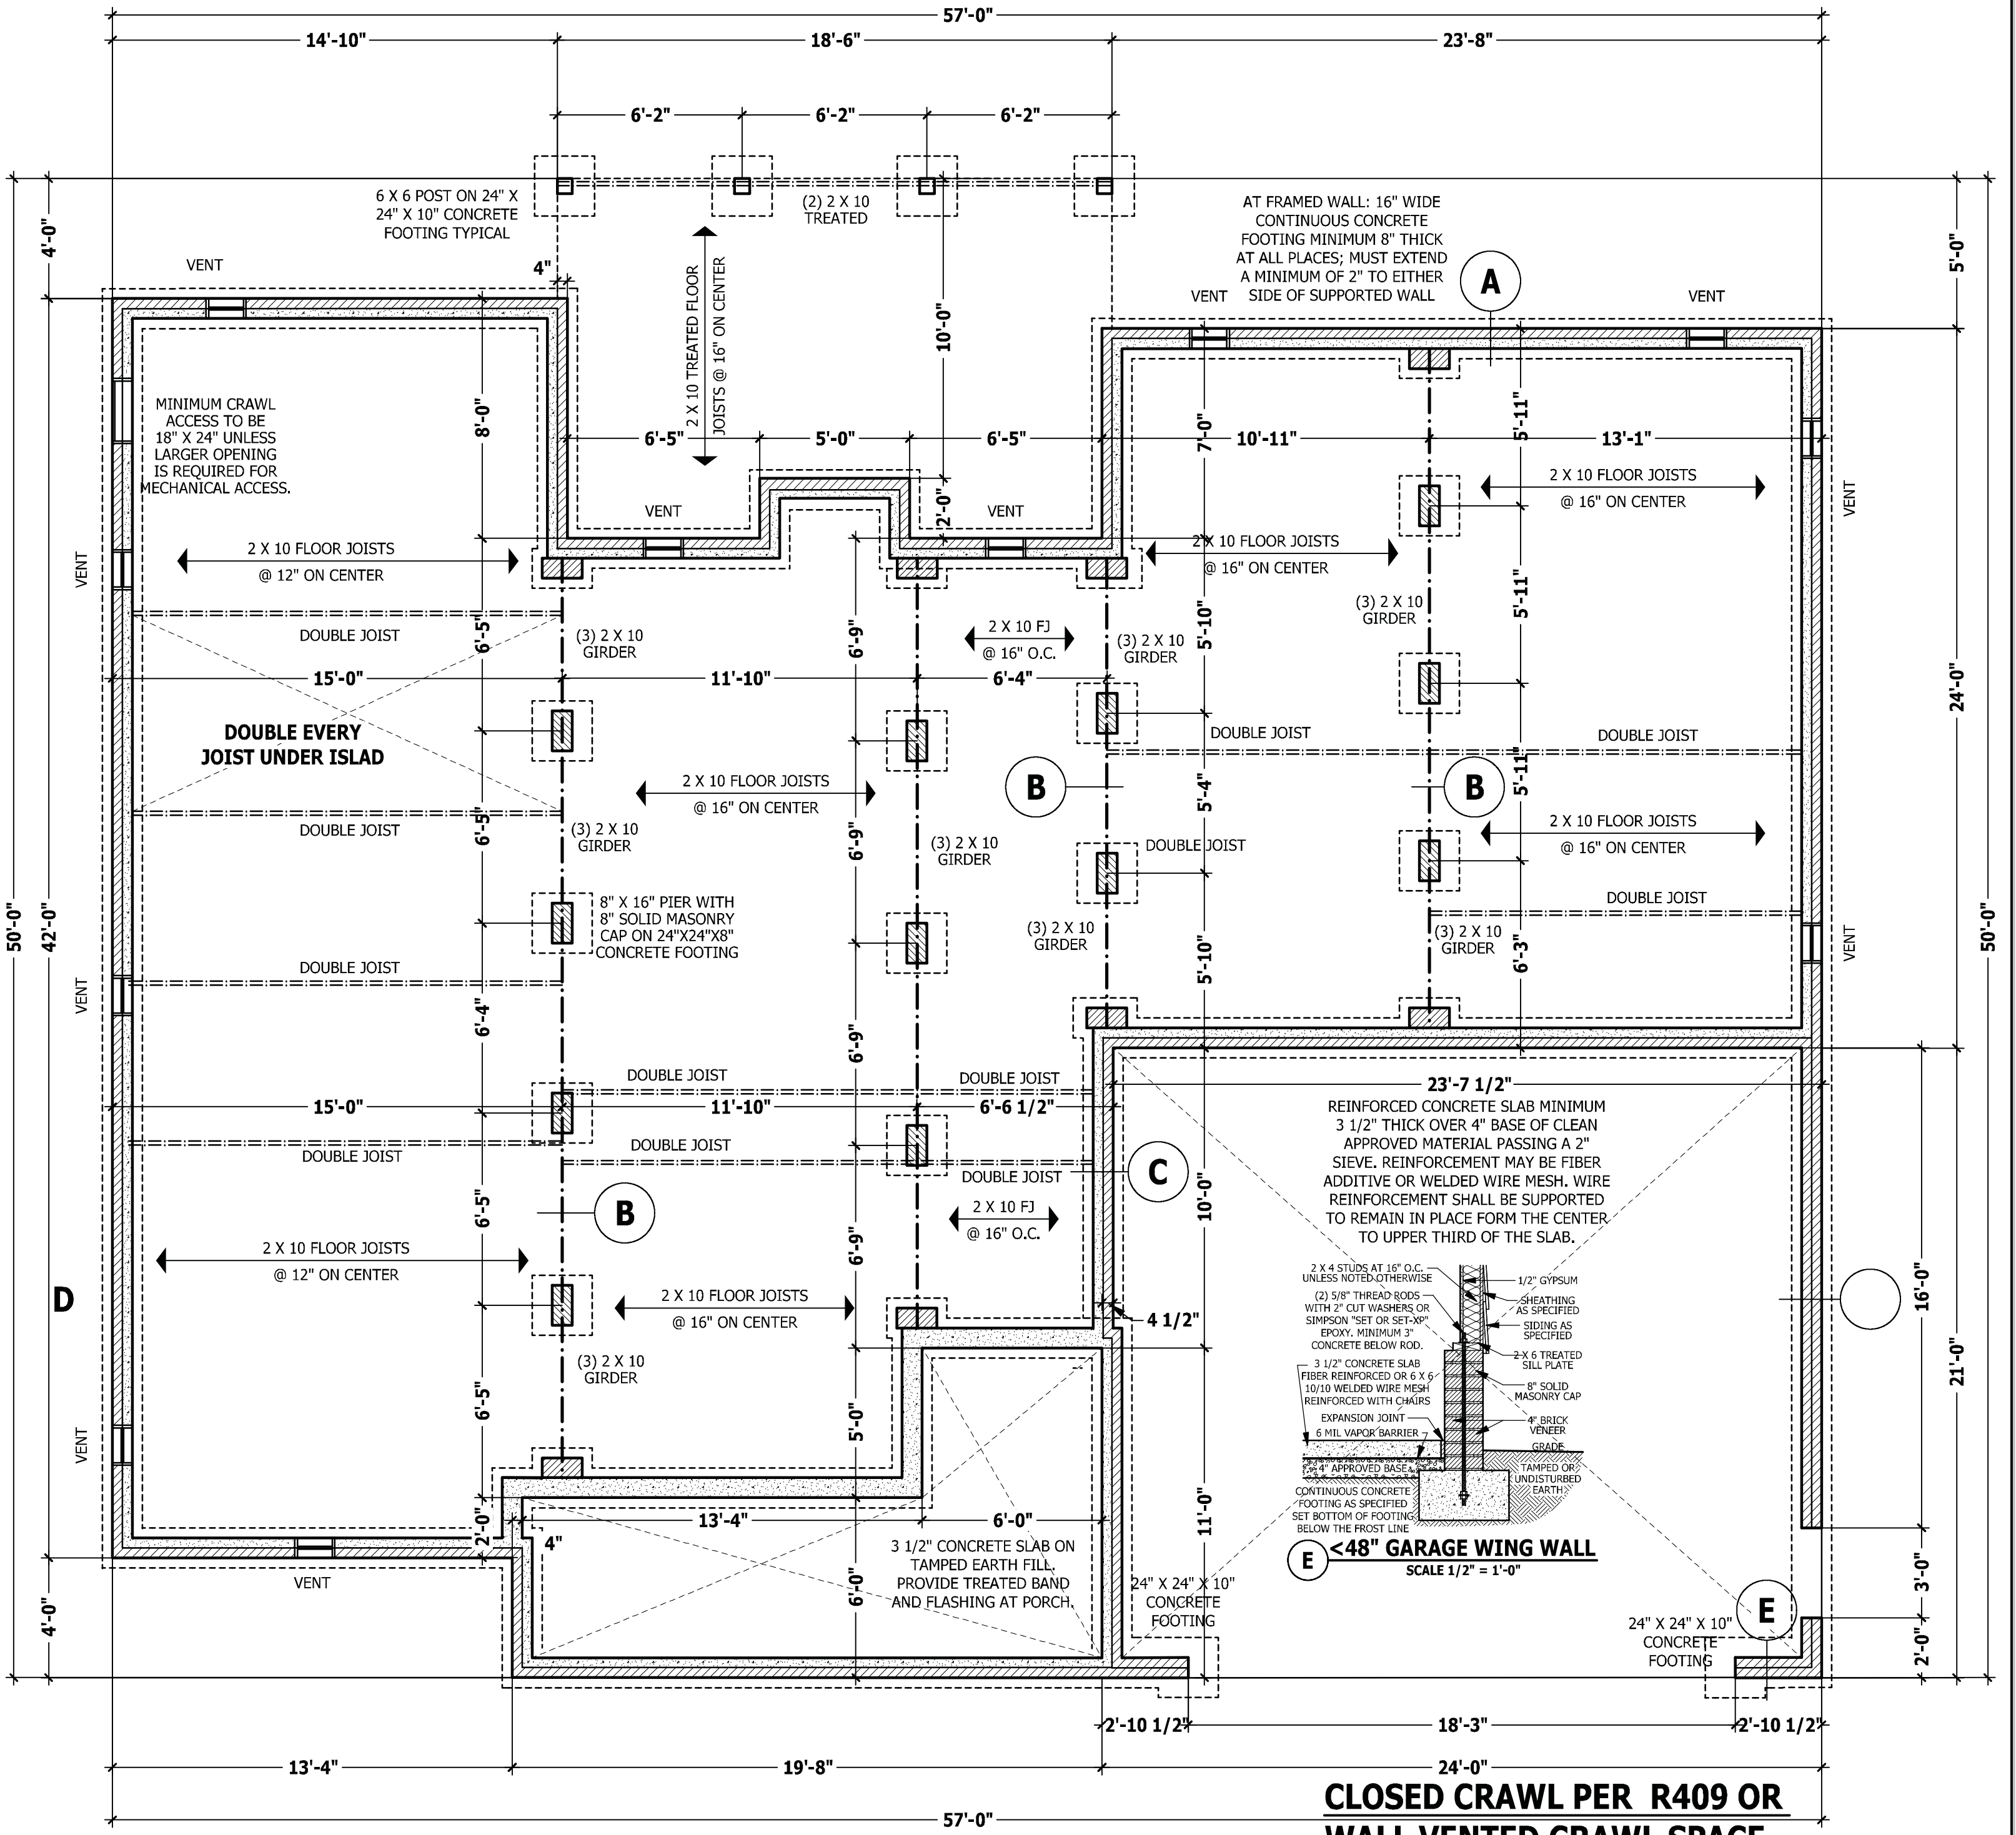 57'-0"
14'-10"
18'-6"
23'-8"
6'-2"
6'-2"
6'-2"
6 X 6 POST ON 24" X
24" X 10" CONCRETE
FOOTING TYPICAL
(2) 2 X 10
TREATED
AT FRAMED WALL: 16" WIDE
CONTINUOUS CONCRETE
FOOTING MINIMUM 8" THICK
AT ALL PLACES; MUST EXTEND
A MINIMUM OF 2" TO EITHER
SIDE OF SUPPORTED WALL
A
4'-0"
5'-0"
VENT
4"
VENT
VENT
2 X 10 TREATED FLOOR
JOISTS @ 16" ON CENTER
10'-0"
MINIMUM CRAWL
ACCESS TO BE
18" X 24" UNLESS
LARGER OPENING
IS REQUIRED FOR
MECHANICAL ACCESS.
8'-0"
6'-5"
5'-0"
6'-5"
7'-0"
10'-11"
5'-11"
13'-1"
2 X 10 FLOOR JOISTS
@ 16" ON CENTER
VENT
VENT
2'-0"
VENT
2 X 10 FLOOR JOISTS
@ 16" ON CENTER
VENT
2 X 10 FLOOR JOISTS
@ 12" ON CENTER
DOUBLE JOIST
6'-5"
(3) 2 X 10
GIRDER
6'-9"
2 X 10 FJ
@ 16" O.C.
(3) 2 X 10
GIRDER
5'-10"
(3) 2 X 10
GIRDER
5'-11"
15'-0"
11'-10"
6'-4"
24'-0"
DOUBLE EVERY
JOIST UNDER ISLAD
DOUBLE JOIST
DOUBLE JOIST
2 X 10 FLOOR JOISTS
@ 16" ON CENTER
B
5'-4"
B
5'-11"
DOUBLE JOIST
6'-5"
(3) 2 X 10
GIRDER
6'-9"
(3) 2 X 10
GIRDER
DOUBLE JOIST
2 X 10 FLOOR JOISTS
@ 16" ON CENTER
DOUBLE JOIST
50'-0"
42'-0"
8" X 16" PIER WITH
8" SOLID MASONRY
CAP ON 24"X24"X8"
CONCRETE FOOTING
(3) 2 X 10
GIRDER
5'-10"
(3) 2 X 10
GIRDER
6'-3"
VENT
50'-0"
DOUBLE JOIST
VENT
6'-4"
6'-9"
DOUBLE JOIST
DOUBLE JOIST
15'-0"
11'-10"
6'-6 1/2"
23'-7 1/2"
DOUBLE JOIST
DOUBLE JOIST
DOUBLE JOIST
C
REINFORCED CONCRETE SLAB MINIMUM
3 1/2" THICK OVER 4" BASE OF CLEAN
APPROVED MATERIAL PASSING A 2"
SIEVE. REINFORCEMENT MAY BE FIBER
ADDITIVE OR WELDED WIRE MESH. WIRE
REINFORCEMENT SHALL BE SUPPORTED
TO REMAIN IN PLACE FORM THE CENTER
TO UPPER THIRD OF THE SLAB.
6'-5"
B
2 X 10 FJ
@ 16" O.C.
10'-0"
6'-9"
2 X 10 FLOOR JOISTS
@ 12" ON CENTER
D
2 X 10 FLOOR JOISTS
@ 16" ON CENTER
4 1/2"
16'-0"
21'-0"
2 X 4 STUDS AT 16" O.C.
UNLESS NOTED OTHERWISE
(2) 5/8" THREAD RODS
WITH 2" CUT WASHERS OR
SIMPSON "SET OR SET-XP"
EPOXY. MINIMUM 3"
CONCRETE BELOW ROD.
3 1/2" CONCRETE SLAB
FIBER REINFORCED OR 6 X 6
10/10 WELDED WIRE MESH
REINFORCED WITH CHAIRS
EXPANSION JOINT
6 MIL VAPOR BARRIER
4" APPROVED BASE
CONTINUOUS CONCRETE
FOOTING AS SPECIFIED
SET BOTTOM OF FOOTING
BELOW THE FROST LINE
1/2" GYPSUM
SHEATHING
AS SPECIFIED
SIDING AS
SPECIFIED
2 X 6 TREATED
SILL PLATE
8" SOLID
MASONRY CAP
4" BRICK
VENEER
GRADE
TAMPED OR
UNDISTURBED
EARTH
E
<48" GARAGE WING WALL
SCALE 1/2" = 1'-0"
(3) 2 X 10
GIRDER
6'-5"
5'-0"
VENT
2'-0"
13'-4"
6'-0"
11'-0"
4"
3 1/2" CONCRETE SLAB ON
TAMPED EARTH FILL.
PROVIDE TREATED BAND
AND FLASHING AT PORCH.
6'-0"
VENT
4'-0"
24" X 24" X 10"
CONCRETE
FOOTING
24" X 24" X 10"
CONCRETE
FOOTING
E
3'-0"
2'-0"
2'-10 1/2"
18'-3"
2'-10 1/2"
13'-4"
19'-8"
24'-0"
57'-0"
CLOSED CRAWL PER R409 OR
WALL VENTED CRAWL SPACE